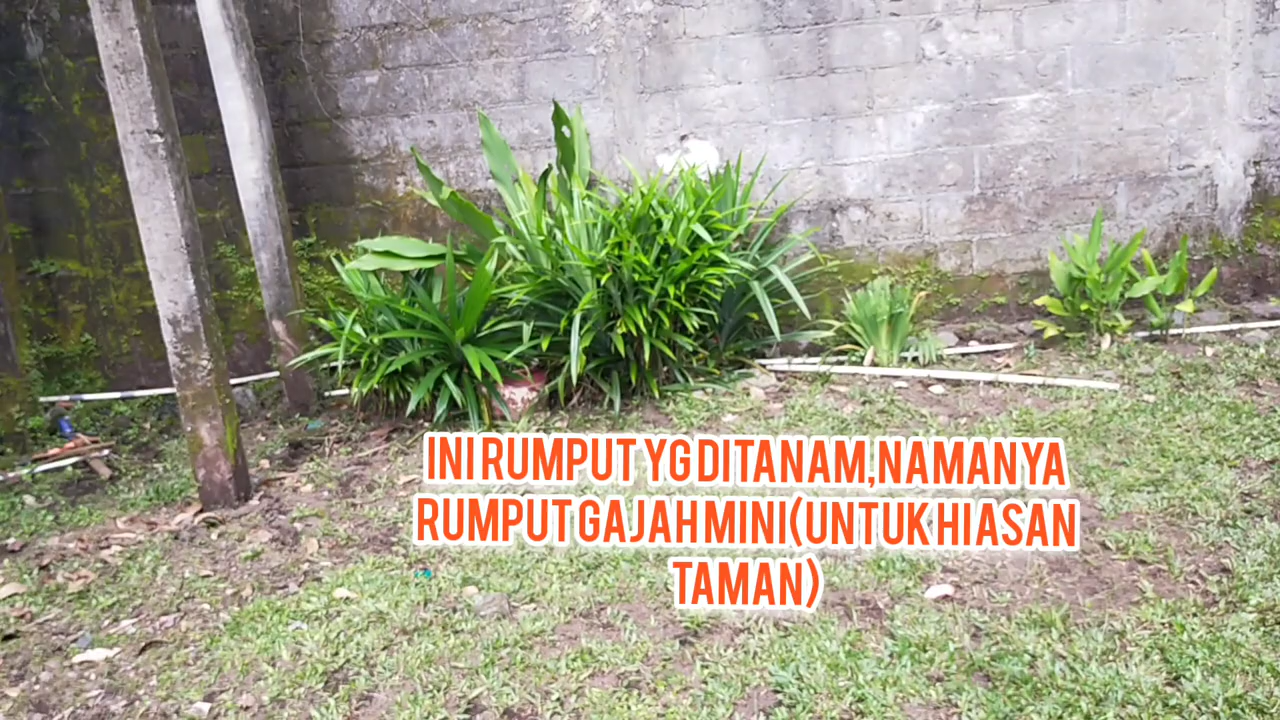 INI RUMPUT YG DITANAM,NAMANYA
RUMPUT GAJAH MINI(UNTUK HIASAN
TAMAN)